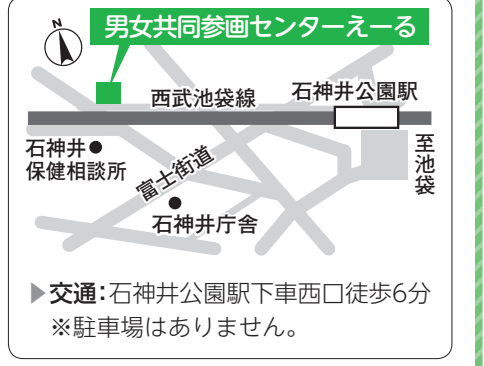 N
男女共同参画センターえーる
西武池袋線
石神井公園駅
石神井●
保健相談所
至池袋
富士街道
石神井庁舎
▶交通:石神井公園駅下車西口徒歩6分
※駐車場はありません。